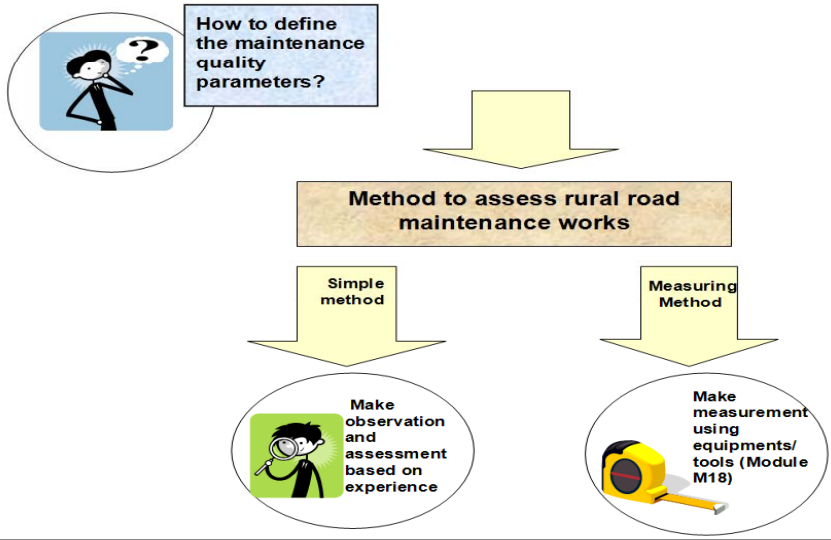 How to define
the maintenance
quality
parameters?
?
Method to assess rural road
maintenance works
Simple
method
Measuring
Method
Make
observation
and
assessment
based on
experience
Make
measurement
using
equipments/
tools (Module
M18)